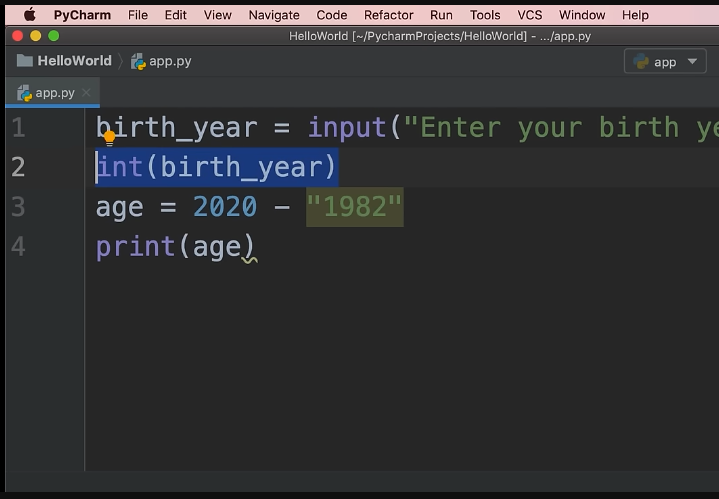 PyCharm File Edit View Navigate Code Refactor Run Tools VCS Window Help
HelloWorld [~/PycharmProjects/HelloWorld] - .../app.py
HelloWorld app.py app
app.py
1 birth_year = input("Enter your birth ye
2 int(birth_year)
3 age = 2020 - "1982"
4 print(age)